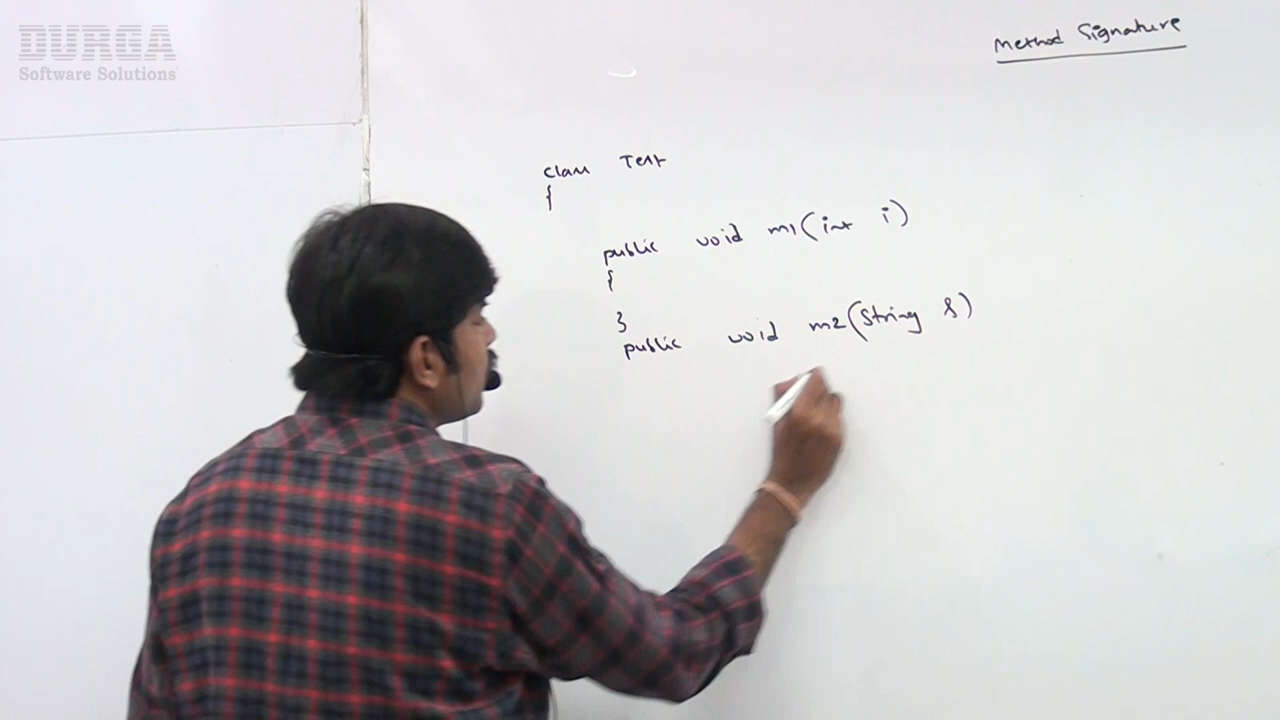 DURGA
Software Solutions
Method Signature
class Test
{
public void m1(int i)
{
}
public void m2(String s)